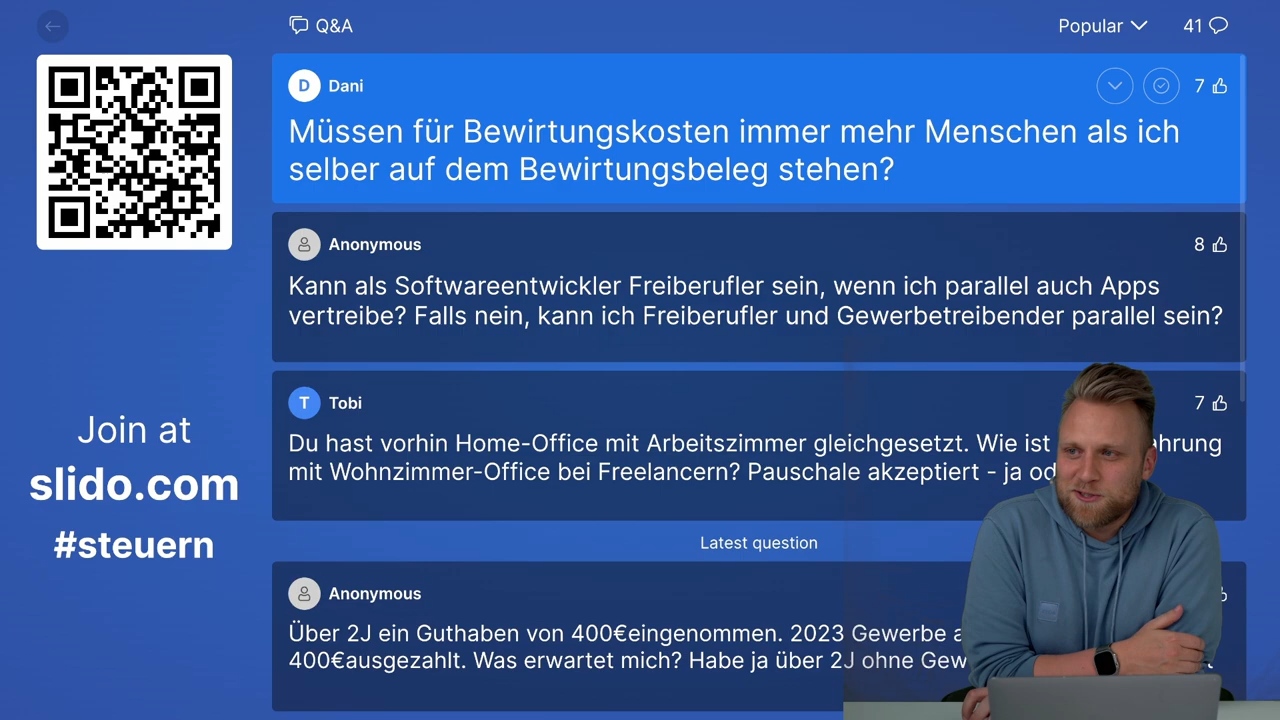 Q&A
Popular
41
D
Dani
7
Müssen für Bewirtungskosten immer mehr Menschen als ich
selber auf dem Bewirtungsbeleg stehen?
Anonymous
8
Kann als Softwareentwickler Freiberufler sein, wenn ich parallel auch Apps
vertreibe? Falls nein, kann ich Freiberufler und Gewerbetreibender parallel sein?
T
Tobi
7
Du hast vorhin Home-Office mit Arbeitszimmer gleichgesetzt. Wie ist
mit Wohnzimmer-Office bei Freelancern? Pauschale akzeptiert - ja
Join at
slido.com
#steuern
Latest question
Anonymous
Über 2J ein Guthaben von 400€eingenommen. 2023 Gewerbe
400€ausgezahlt. Was erwartet mich? Habe ja über 2J ohne